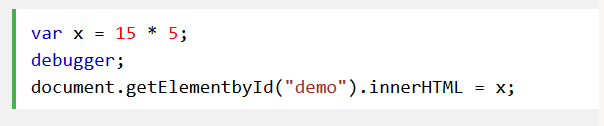 var x = 15 * 5;
debugger;
document.getElementbyId("demo").innerHTML = x;